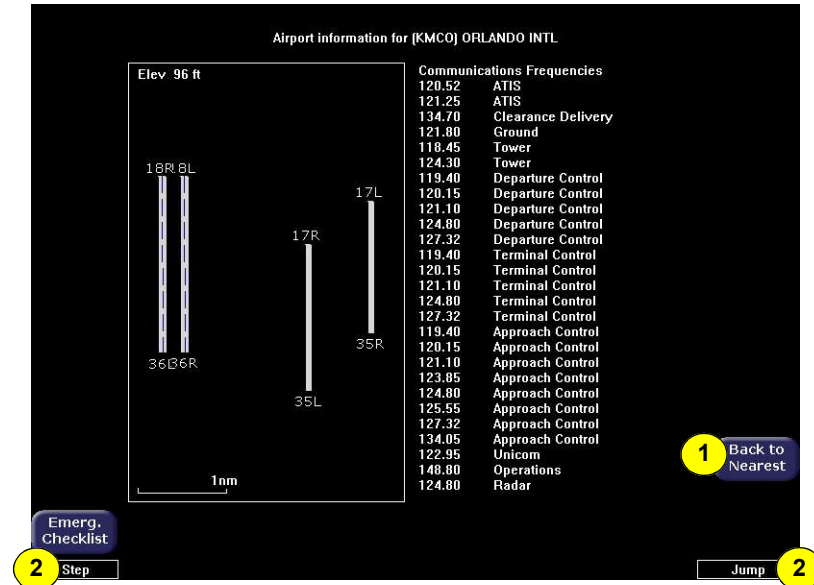 Airport information for (KMCO) ORLANDO INTL
Elev 96 ft
18R 18L
17L
17R
35R
36L 36R
35L
1nm
Communications Frequencies
120.52 ATIS
121.25 ATIS
134.70 Clearance Delivery
121.80 Ground
118.45 Tower
124.30 Tower
119.40 Departure Control
120.15 Departure Control
121.10 Departure Control
124.80 Departure Control
127.32 Departure Control
119.40 Terminal Control
120.15 Terminal Control
121.10 Terminal Control
124.80 Terminal Control
127.32 Terminal Control
119.40 Approach Control
120.15 Approach Control
121.10 Approach Control
123.85 Approach Control
124.80 Approach Control
125.55 Approach Control
127.32 Approach Control
134.05 Approach Control
122.95 Unicom
148.80 Operations
124.80 Radar
1 Back to
Nearest
Emerg.
Checklist
2 Step
Jump 2